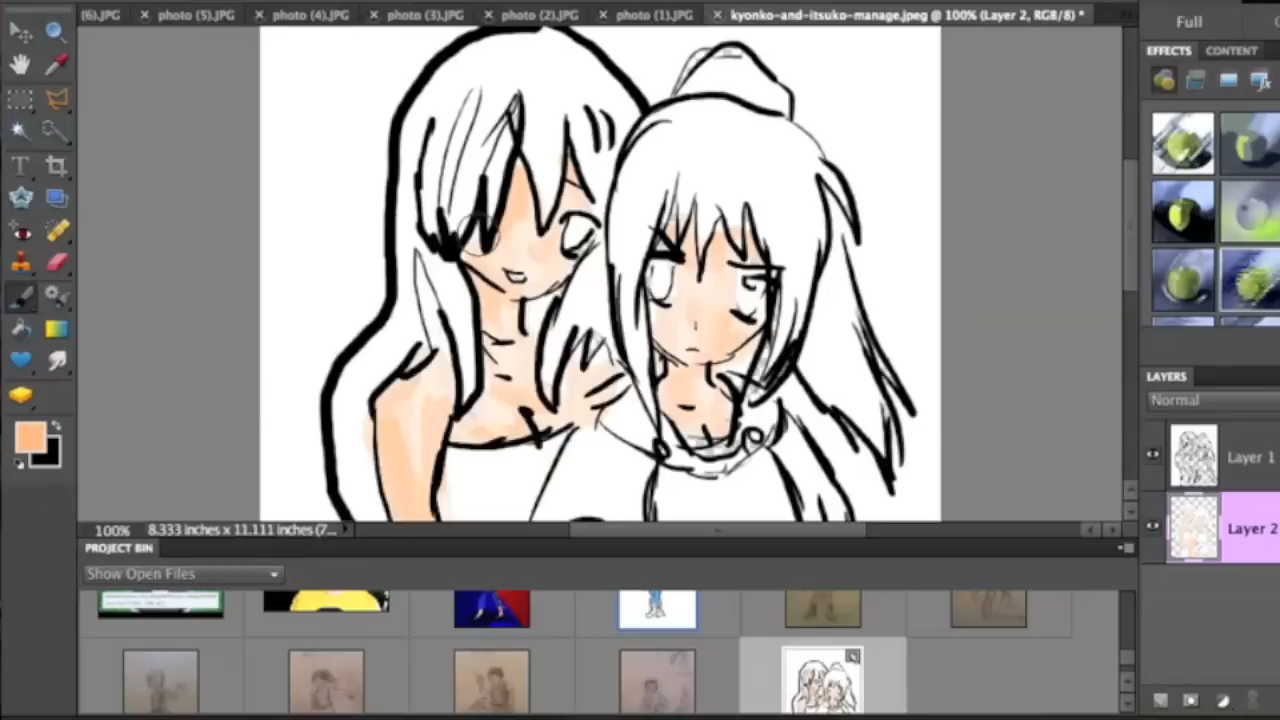 (6).JPG × photo (5).JPG × photo (4).JPG × photo (3).JPG × photo (2).JPG × photo (1).JPG × kyonko-and-itsuko-manage.jpeg @ 100% (Layer 2, RGB/8) *
Full
EFFECTS CONTENT
LAYERS
Normal
Layer 1
Layer 2
100% 8.333 inches x 11.111 inches (7...
PROJECT BIN
Show Open Files